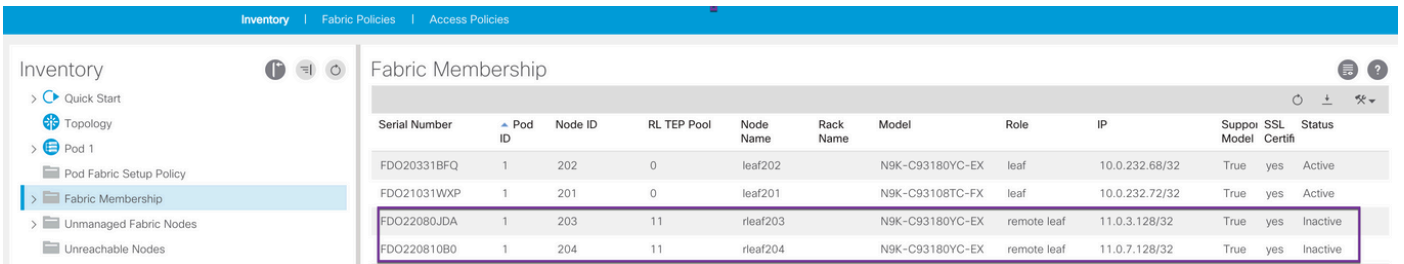 Inventory | Fabric Policies | Access Policies
Inventory
Quick Start
Topology
Pod 1
Pod Fabric Setup Policy
Fabric Membership
Unmanaged Fabric Nodes
Unreachable Nodes
Fabric Membership
Serial Number Pod ID Node ID RL TEP Pool Node Name Rack Name Model Role IP Suppor Model SSL Certifi Status
FDO20331BFQ 1 202 0 leaf202 N9K-C93180YC-EX leaf 10.0.232.68/32 True yes Active
FDO21031WXP 1 201 0 leaf201 N9K-C93108TC-FX leaf 10.0.232.72/32 True yes Active
FDO22080JDA 1 203 11 rleaf203 N9K-C93180YC-EX remote leaf 11.0.3.128/32 True yes Inactive
FDO220810B0 1 204 11 rleaf204 N9K-C93180YC-EX remote leaf 11.0.7.128/32 True yes Inactive